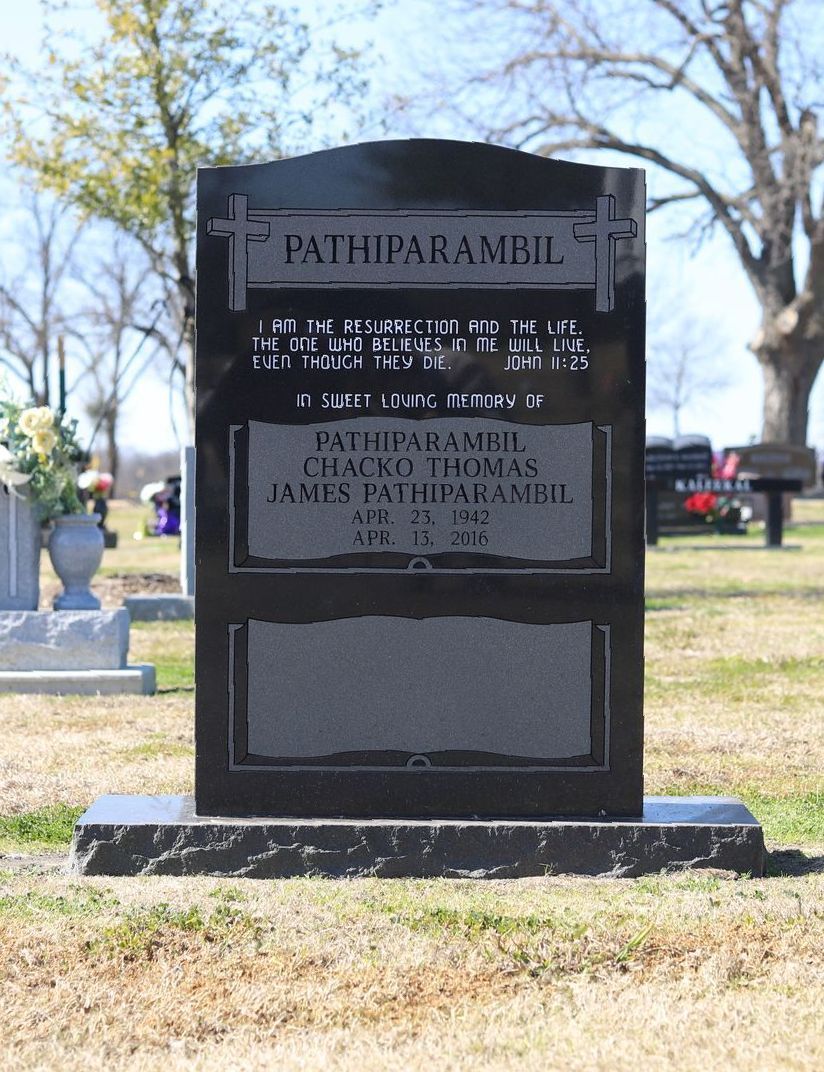 PATHIPARAMBIL
I AM THE RESURRECTION AND THE LIFE.
THE ONE WHO BELIEVES IN ME WILL LIVE,
EVEN THOUGH THEY DIE. JOHN 11:25
IN SWEET LOVING MEMORY OF
PATHIPARAMBIL
CHACKO THOMAS
JAMES PATHIPARAMBIL
APR. 23, 1942
APR. 13, 2016